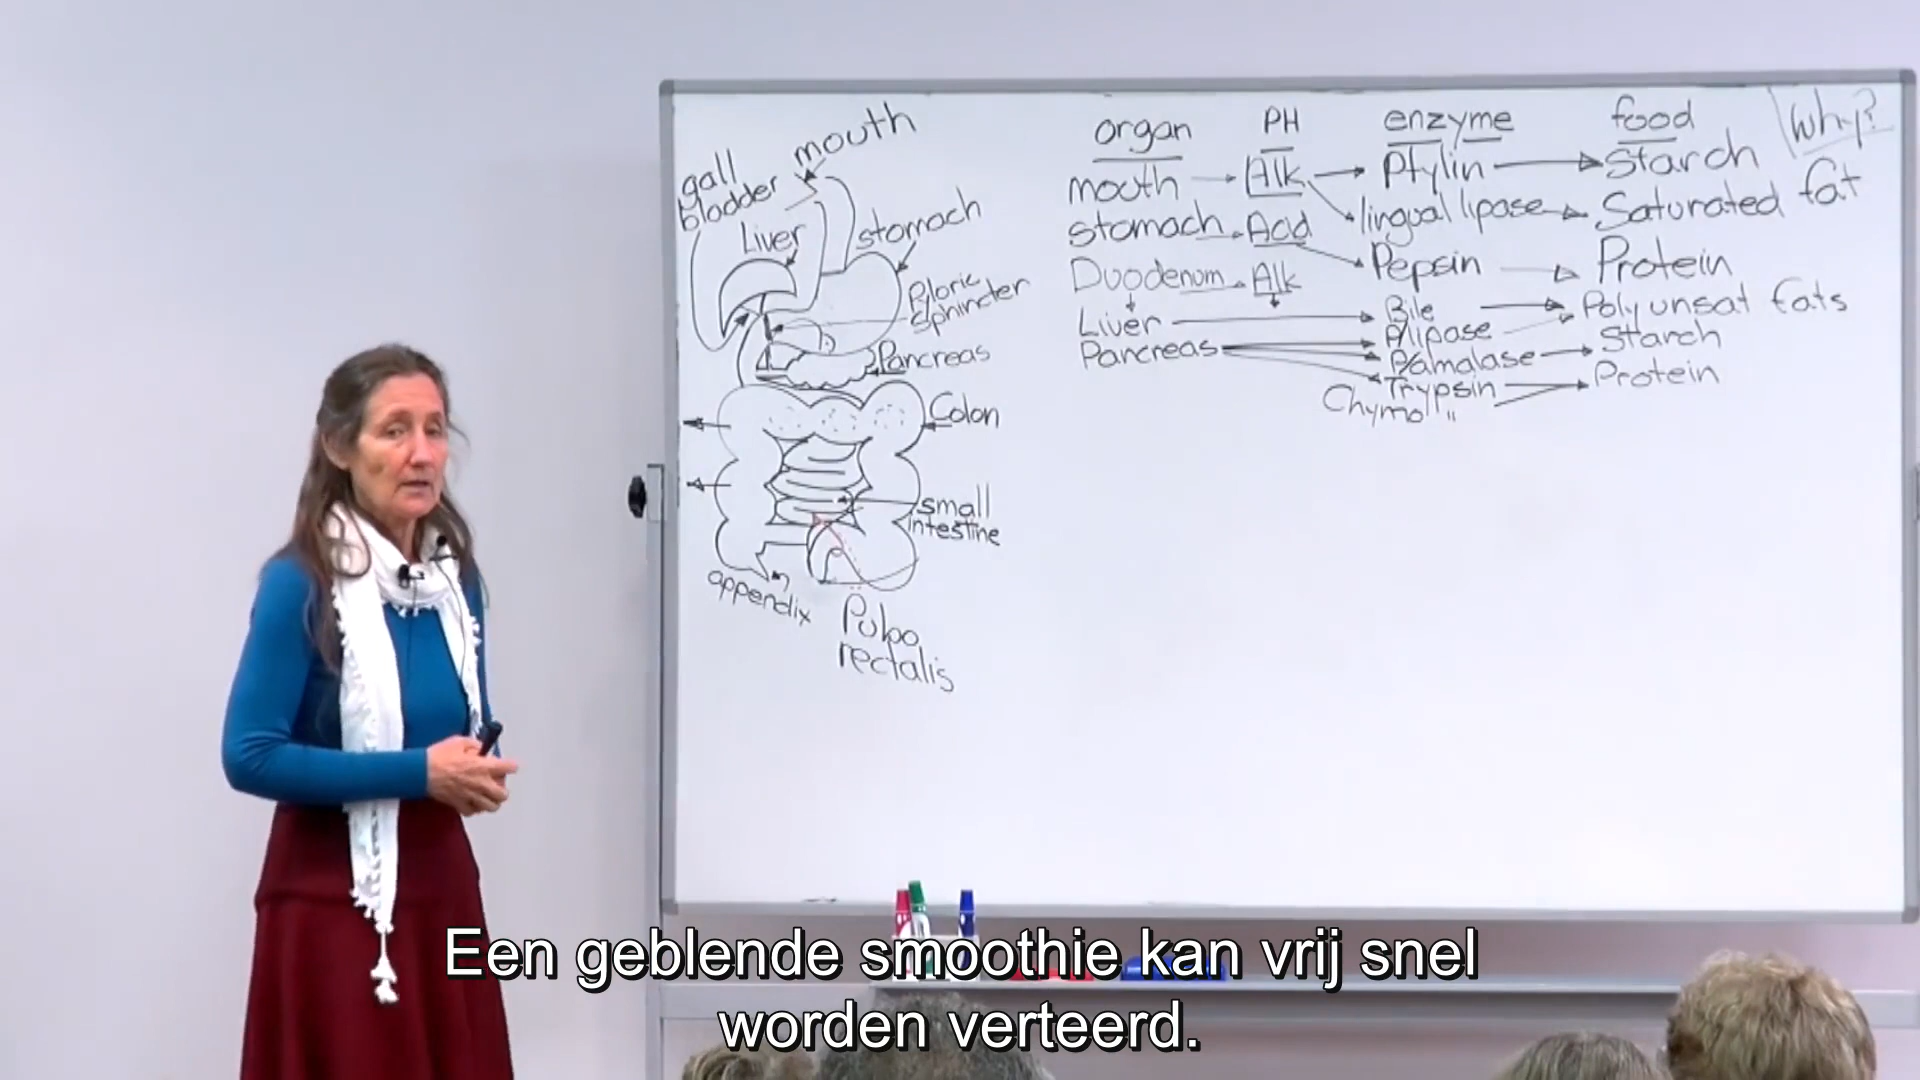 mouth
gall
bladder
Liver
stomach
Pyloric
Sphincter
Pancreas
Colon
small
intestine
appendix
Pubo
rectalis
organ PH enzyme food Why?
mouth Alk Ptylin Starch
lingual lipase Saturated fat
stomach Acid Pepsin Protein
Duodenum Alk
Liver Bile Poly unsat fats
Pancreas P/lipase
P/amalase Starch
Trypsin Protein
Chymo "
Een geblende smoothie kan vrij snel
worden verteerd.